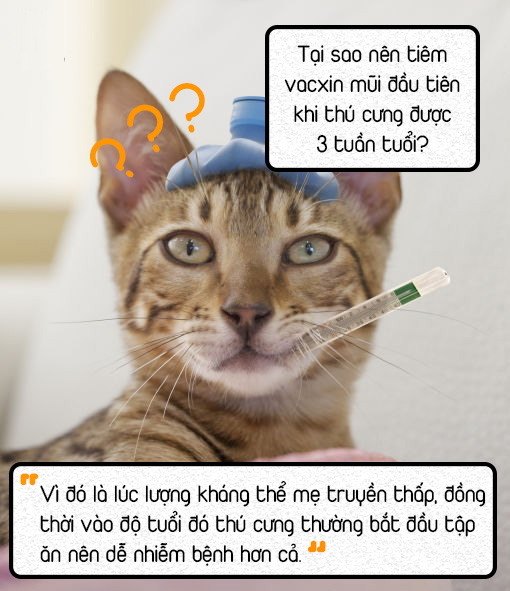 Tại sao nên tiêm
vacxin mũi đầu tiên
khi thú cưng được
3 tuần tuổi?
???
" Vì đó là lúc lượng kháng thể mẹ truyền thấp, đồng
thời vào độ tuổi đó thú cưng thường bắt đầu tập
ăn nên dễ nhiễm bệnh hơn cả. "